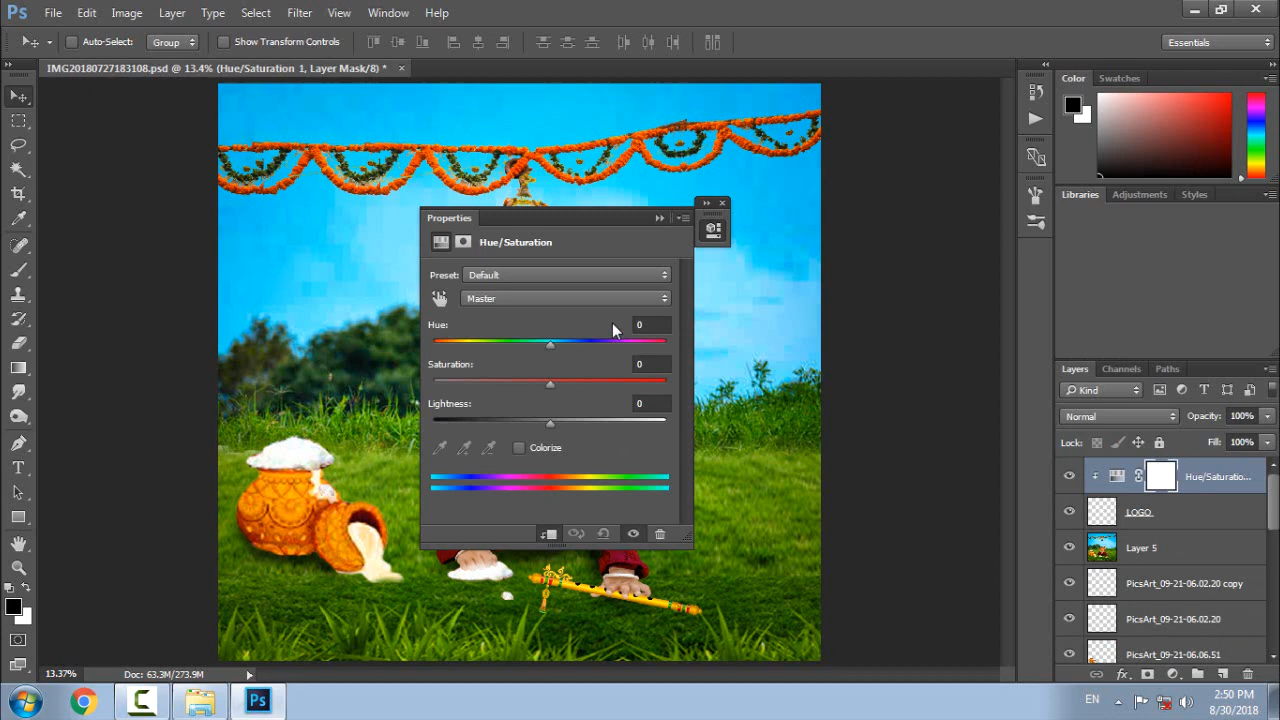 Ps File Edit Image Layer Type Select Filter 3D View Window Help
Auto-Select: Group Show Transform Controls Essentials
IMG20180727183108.psd @ 13.4% (Hue/Saturation 1, Layer Mask/8) * ×
Color Swatches
Libraries Adjustments Styles
Properties
Hue/Saturation
Preset: Default
Master
Hue: 0
Saturation: 0
Lightness: 0
Colorize
Layers Channels Paths
Kind
Normal Opacity: 100%
Lock: Fill: 100%
Hue/Saturatio...
LOGO
Layer 5
PicsArt_09-21-06.02.20 copy
PicsArt_09-21-06.02.20
PicsArt_09-21-06.06.51
13.37% Doc: 63.3M/273.9M
EN 2:50 PM
8/30/2018